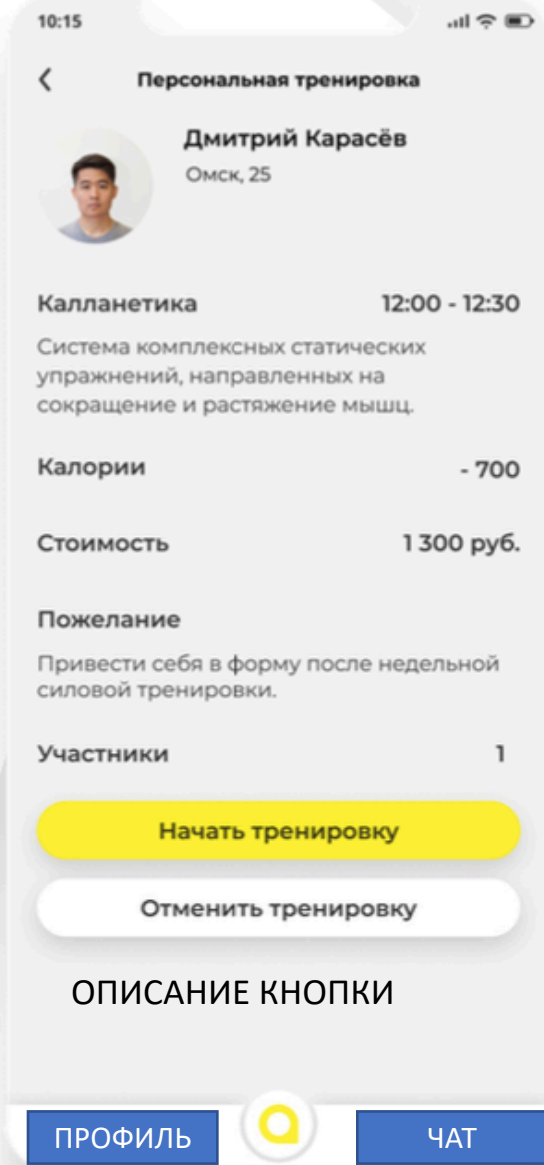 10:15
Персональная тренировка
Дмитрий Карасёв
Омск, 25
Калланетика 12:00 - 12:30
Система комплексных статических
упражнений, направленных на
сокращение и растяжение мышц.
Калории - 700
Стоимость 1 300 руб.
Пожелание
Привести себя в форму после недельной
силовой тренировки.
Участники 1
Начать тренировку
Отменить тренировку
ОПИСАНИЕ КНОПКИ
ПРОФИЛЬ ЧАТ